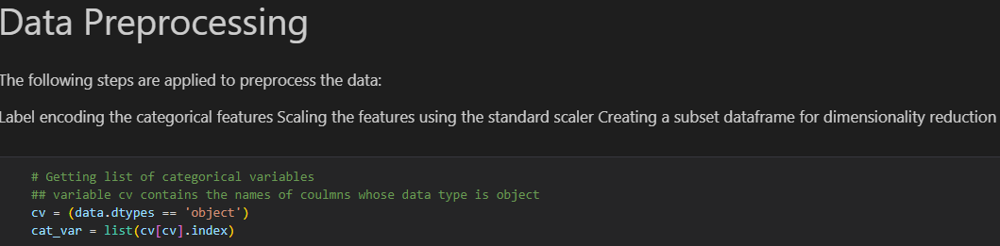 Data Preprocessing
The following steps are applied to preprocess the data:
Label encoding the categorical features Scaling the features using the standard scaler Creating a subset dataframe for dimensionality reduction
# Getting list of categorical variables
## variable cv contains the names of coulmns whose data type is object
cv = (data.dtypes == 'object')
cat_var = list(cv[cv].index)